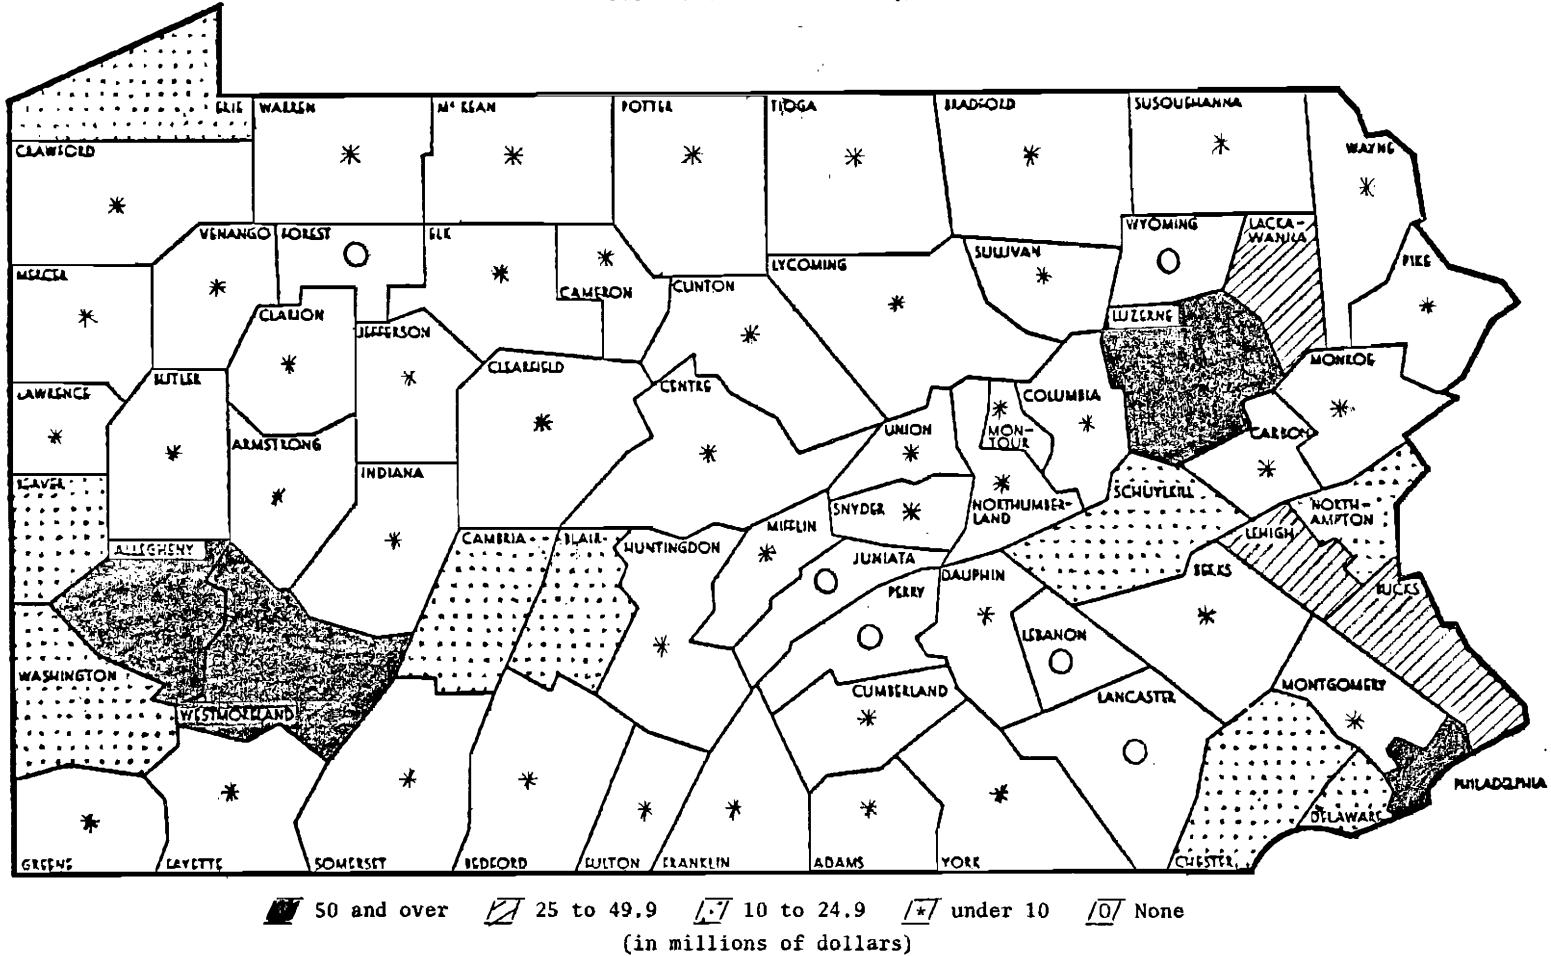 ERIE WARREN McKEAN POTTER TIOGA BRADFORD SUSQUEHANNA
CRAWFORD WAYNE
VENANGO FOREST ELK WYOMING LACKA-
WANNA
MERCER CAMERON CLINTON LYCOMING SULLIVAN PIKE
CLARION JEFFERSON LUZERNE
LAWRENCE BUTLER CLEARFIELD CENTRE COLUMBIA MONROE
ARMSTRONG UNION MON-
TOUR CARBON
BEAVER INDIANA SNYDER NORTHUMBER-
LAND SCHUYLKILL NORTH-
AMPTON
ALLEGHENY CAMBRIA BLAIR HUNTINGDON MIFFLIN JUNIATA LEHIGH
PERRY DAUPHIN BERKS BUCKS
WASHINGTON LEBANON
WESTMORELAND CUMBERLAND LANCASTER MONTGOMERY
PHILADELPHIA
DELAWARE
GREENE FAYETTE SOMERSET BEDFORD FULTON FRANKLIN ADAMS YORK CHESTER
50 and over 25 to 49.9 10 to 24.9 * under 10 0 None
(in millions of dollars)